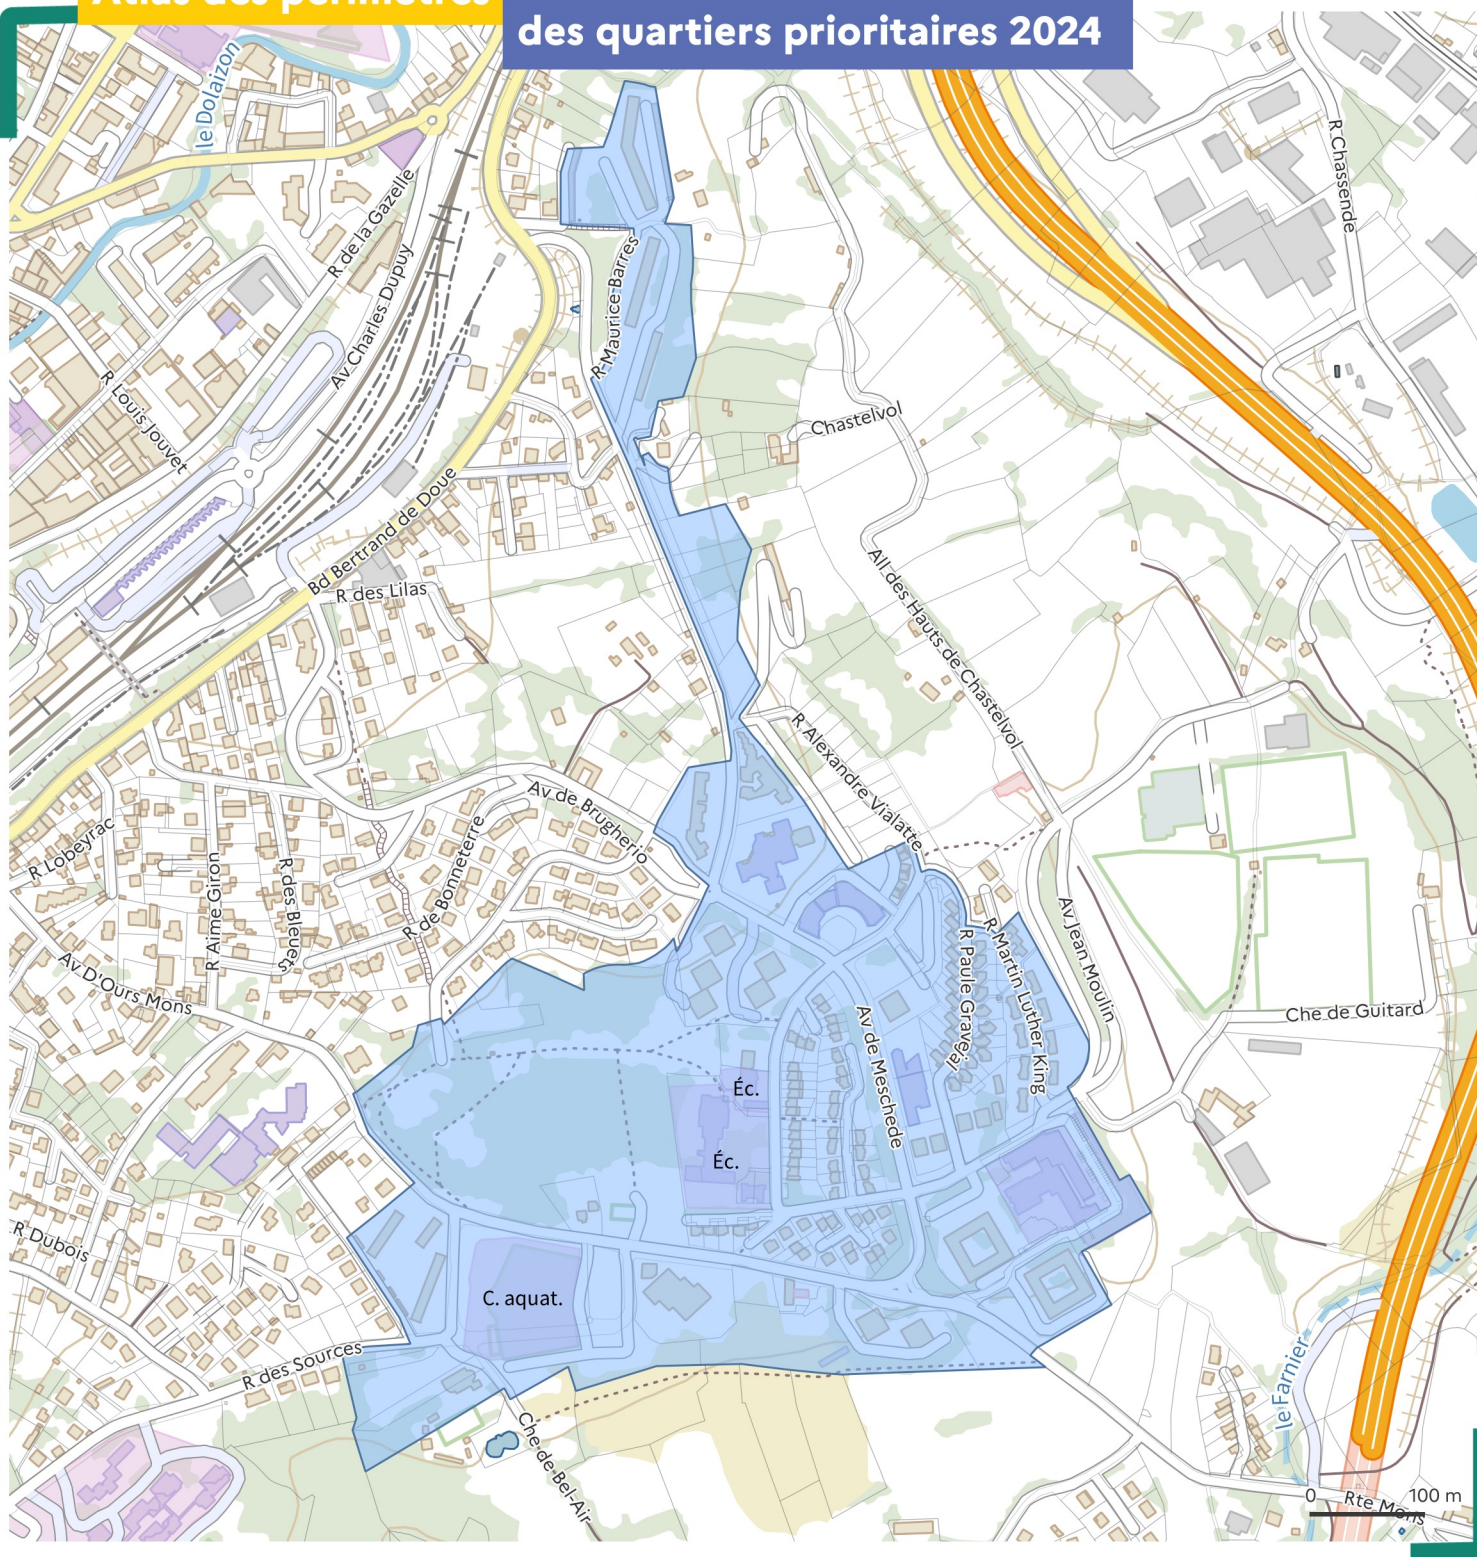 Atlas des périmètres
des quartiers prioritaires 2024
le Dolaizon
R Chassende
R de la Gazelle
Av Charles Dupuy
R Maurice Barres
R Louis Jouvet
Chastelvol
Bd Bertrand de Doue
R des Lilas
All des Hauts de Chastelvol
R Alexandre Vialatte
Av de Brugherio
R Lobeyrac
R Aime Giron
R des Bleuets
R de Bonneterre
Av D'Ours Mons
R Paule Gravejal
R Martin Luther King
Av Jean Moulin
Av de Meschede
Che de Guitard
Éc.
Éc.
R Dubois
C. aquat.
R des Sources
Che de Bel-Air
le Farnier
0 100 m
Rte Mons